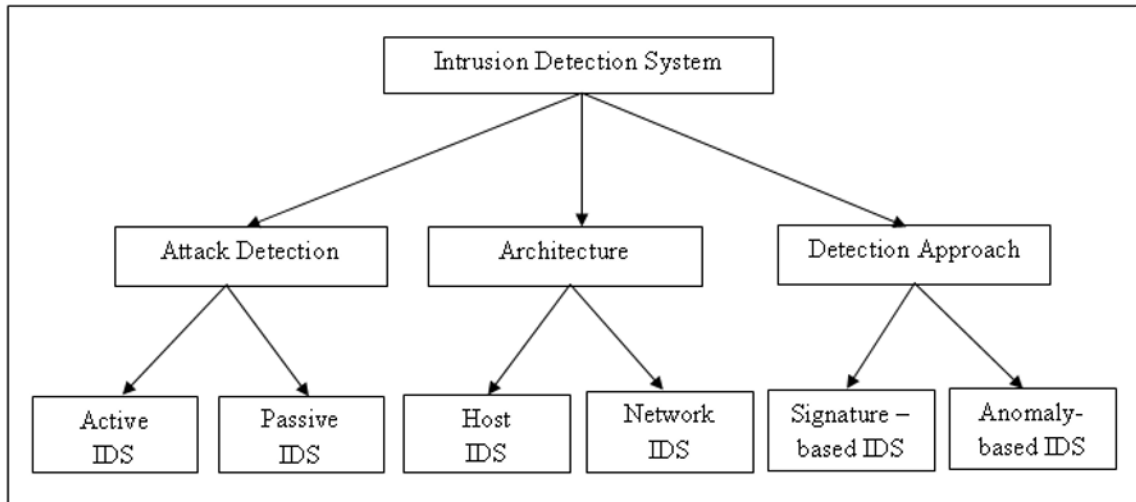 Intrusion Detection System
Attack Detection
Architecture
Detection Approach
Active
IDS
Passive
IDS
Host
IDS
Network
IDS
Signature –
based IDS
Anomaly-
based IDS